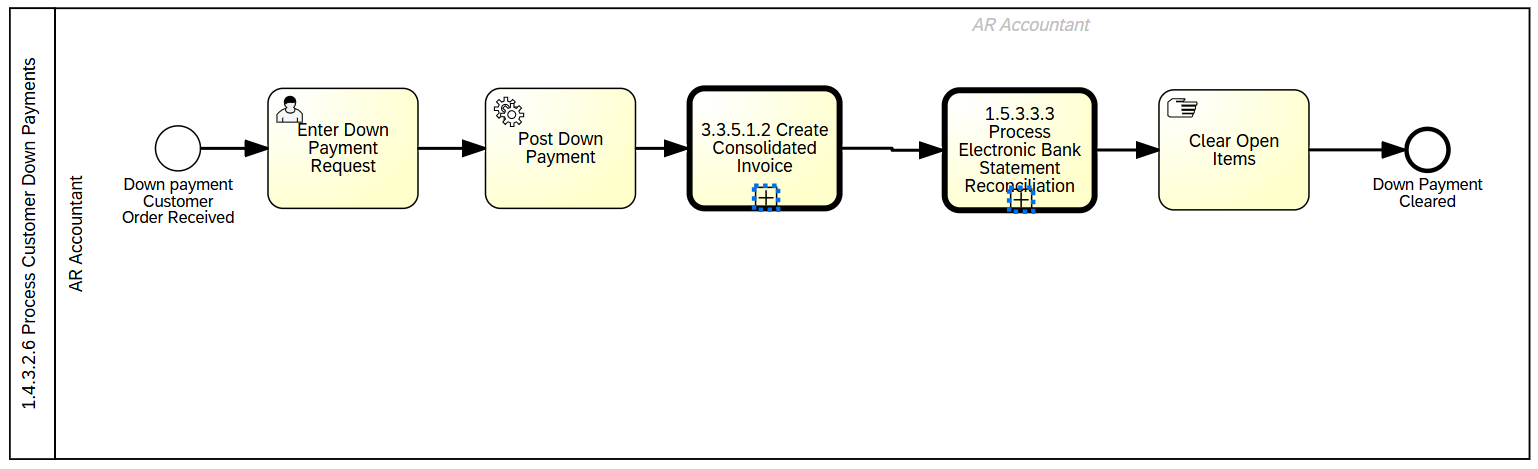 1.4.3.2.6 Process Customer Down Payments
AR Accountant
AR Accountant
Down payment
Customer
Order Received
Enter Down
Payment
Request
Post Down
Payment
3.3.5.1.2 Create
Consolidated
Invoice
1.5.3.3.3
Process
Electronic Bank
Statement
Reconciliation
Clear Open
Items
Down Payment
Cleared